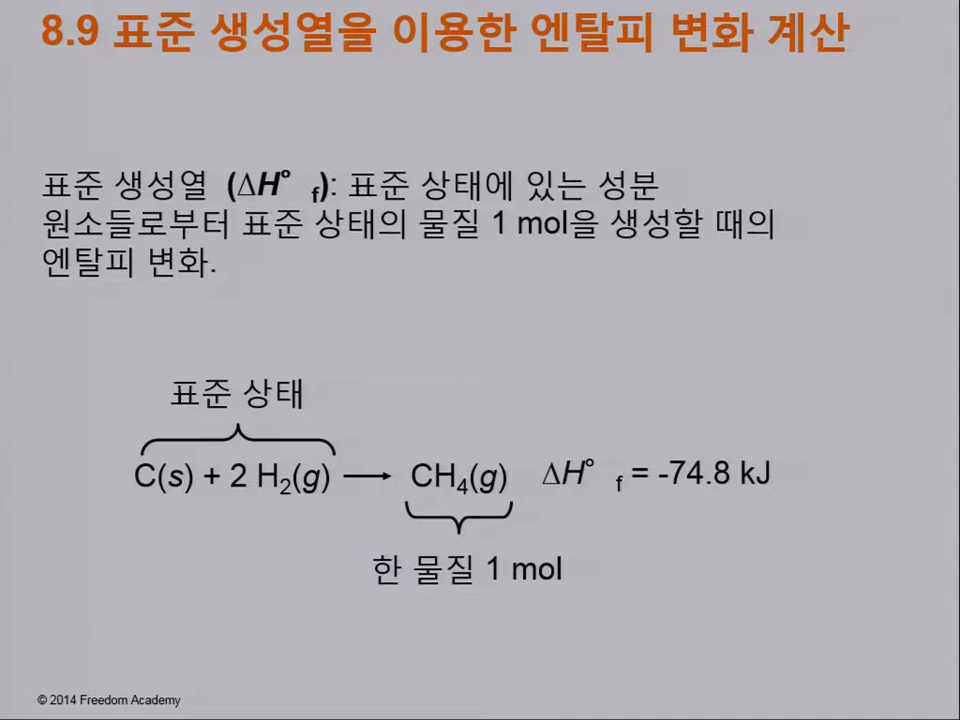 8.9 표준 생성열을 이용한 엔탈피 변화 계산
표준 생성열 (∆H° f): 표준 상태에 있는 성분
원소들로부터 표준 상태의 물질 1 mol을 생성할 때의
엔탈피 변화.
표준 상태
C(s) + 2 H₂(g) ⟶ CH₄(g) ∆H° f = -74.8 kJ
한 물질 1 mol
© 2014 Freedom Academy